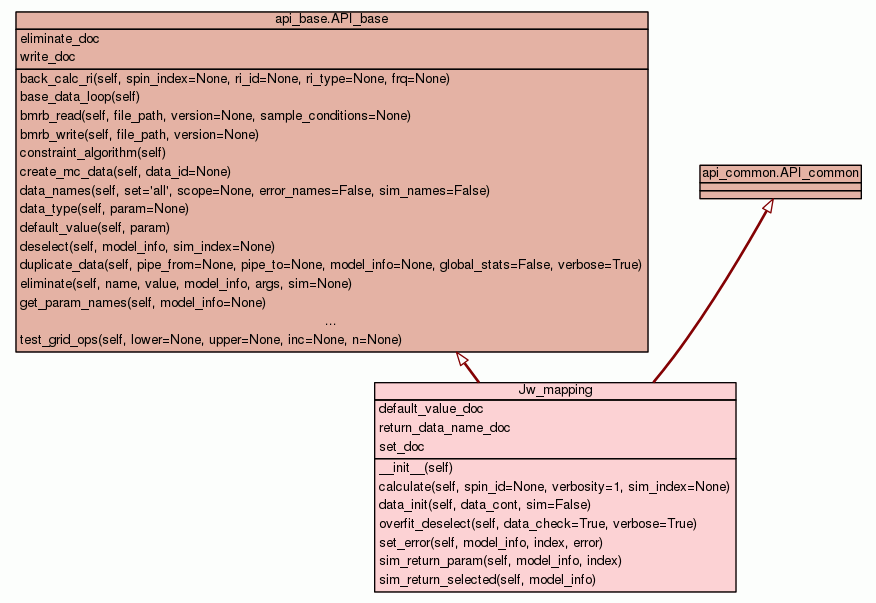 api_base.API_base
eliminate_doc
write_doc
back_calc_ri(self, spin_index=None, ri_id=None, ri_type=None, frq=None)
base_data_loop(self)
bmrb_read(self, file_path, version=None, sample_conditions=None)
bmrb_write(self, file_path, version=None)
constraint_algorithm(self)
create_mc_data(self, data_id=None)
data_names(self, set='all', scope=None, error_names=False, sim_names=False)
data_type(self, param=None)
default_value(self, param)
deselect(self, model_info, sim_index=None)
duplicate_data(self, pipe_from=None, pipe_to=None, model_info=None, global_stats=False, verbose=True)
eliminate(self, name, value, model_info, args, sim=None)
get_param_names(self, model_info=None)
...
test_grid_ops(self, lower=None, upper=None, inc=None, n=None)
api_common.API_common
Jw_mapping
default_value_doc
return_data_name_doc
set_doc
__init__(self)
calculate(self, spin_id=None, verbosity=1, sim_index=None)
data_init(self, data_cont, sim=False)
overfit_deselect(self, data_check=True, verbose=True)
set_error(self, model_info, index, error)
sim_return_param(self, model_info, index)
sim_return_selected(self, model_info)